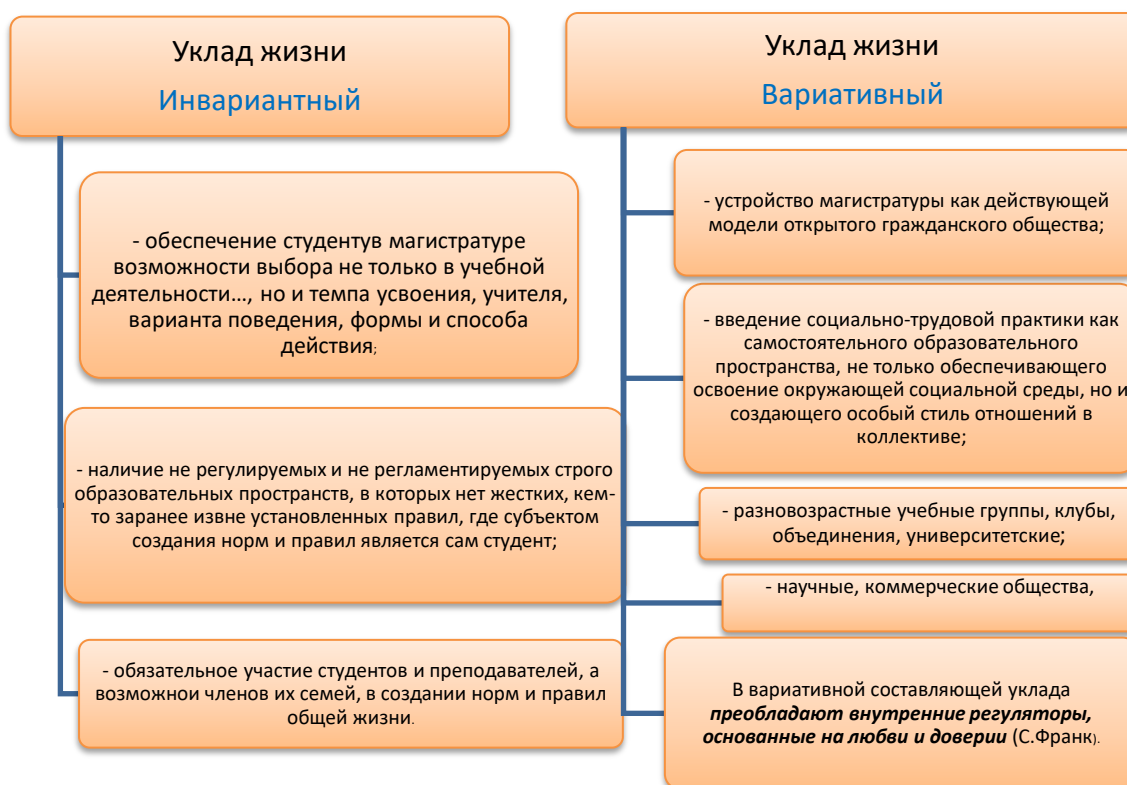 Уклад жизни
Инвариантный
- обеспечение студентув магистратуре
возможности выбора не только в учебной
деятельности…, но и темпа усвоения, учителя,
варианта поведения, формы и способа
действия;
- наличие не регулируемых и не регламентируемых строго
образовательных пространств, в которых нет жестких, кем-
то заранее извне установленных правил, где субъектом
создания норм и правил является сам студент;
- обязательное участие студентов и преподавателей, а
возможнои членов их семей, в создании норм и правил
общей жизни.
Уклад жизни
Вариативный
- устройство магистратуры как действующей
модели открытого гражданского общества;
- введение социально-трудовой практики как
самостоятельного образовательного
пространства, не только обеспечивающего
освоение окружающей социальной среды, но и
создающего особый стиль отношений в
коллективе;
- разновозрастные учебные группы, клубы,
объединения, университетские;
- научные, коммерческие общества,
В вариативной составляющей уклада
преобладают внутренние регуляторы,
основанные на любви и доверии (С.Франк).